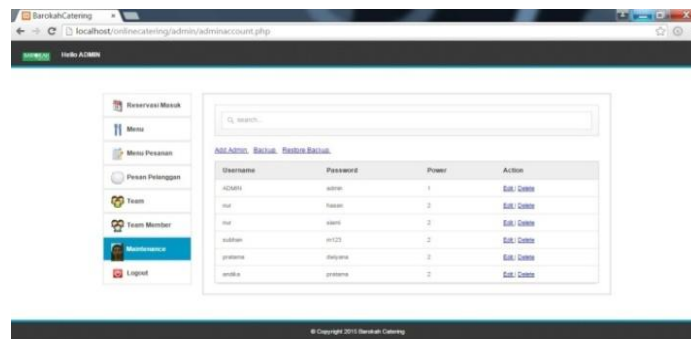 BarokahCatering
localhost/onlinecatering/admin/adminaccount.php
Hello ADMIN
Reservasi Masuk
Menu
Menu Pesanan
Pesan Pelanggan
Team
Team Member
Maintenance
Logout
search...
Add Admin Backup Restore Backup
Username Password Power Action
ADMIN admin 1 Edit | Delete
nur hasan 2 Edit | Delete
nur 2 Edit | Delete
subhan m123 2 Edit | Delete
pratama 2 Edit | Delete
andika pratama 2 Edit | Delete
© Copyright 2015 Barokah Catering